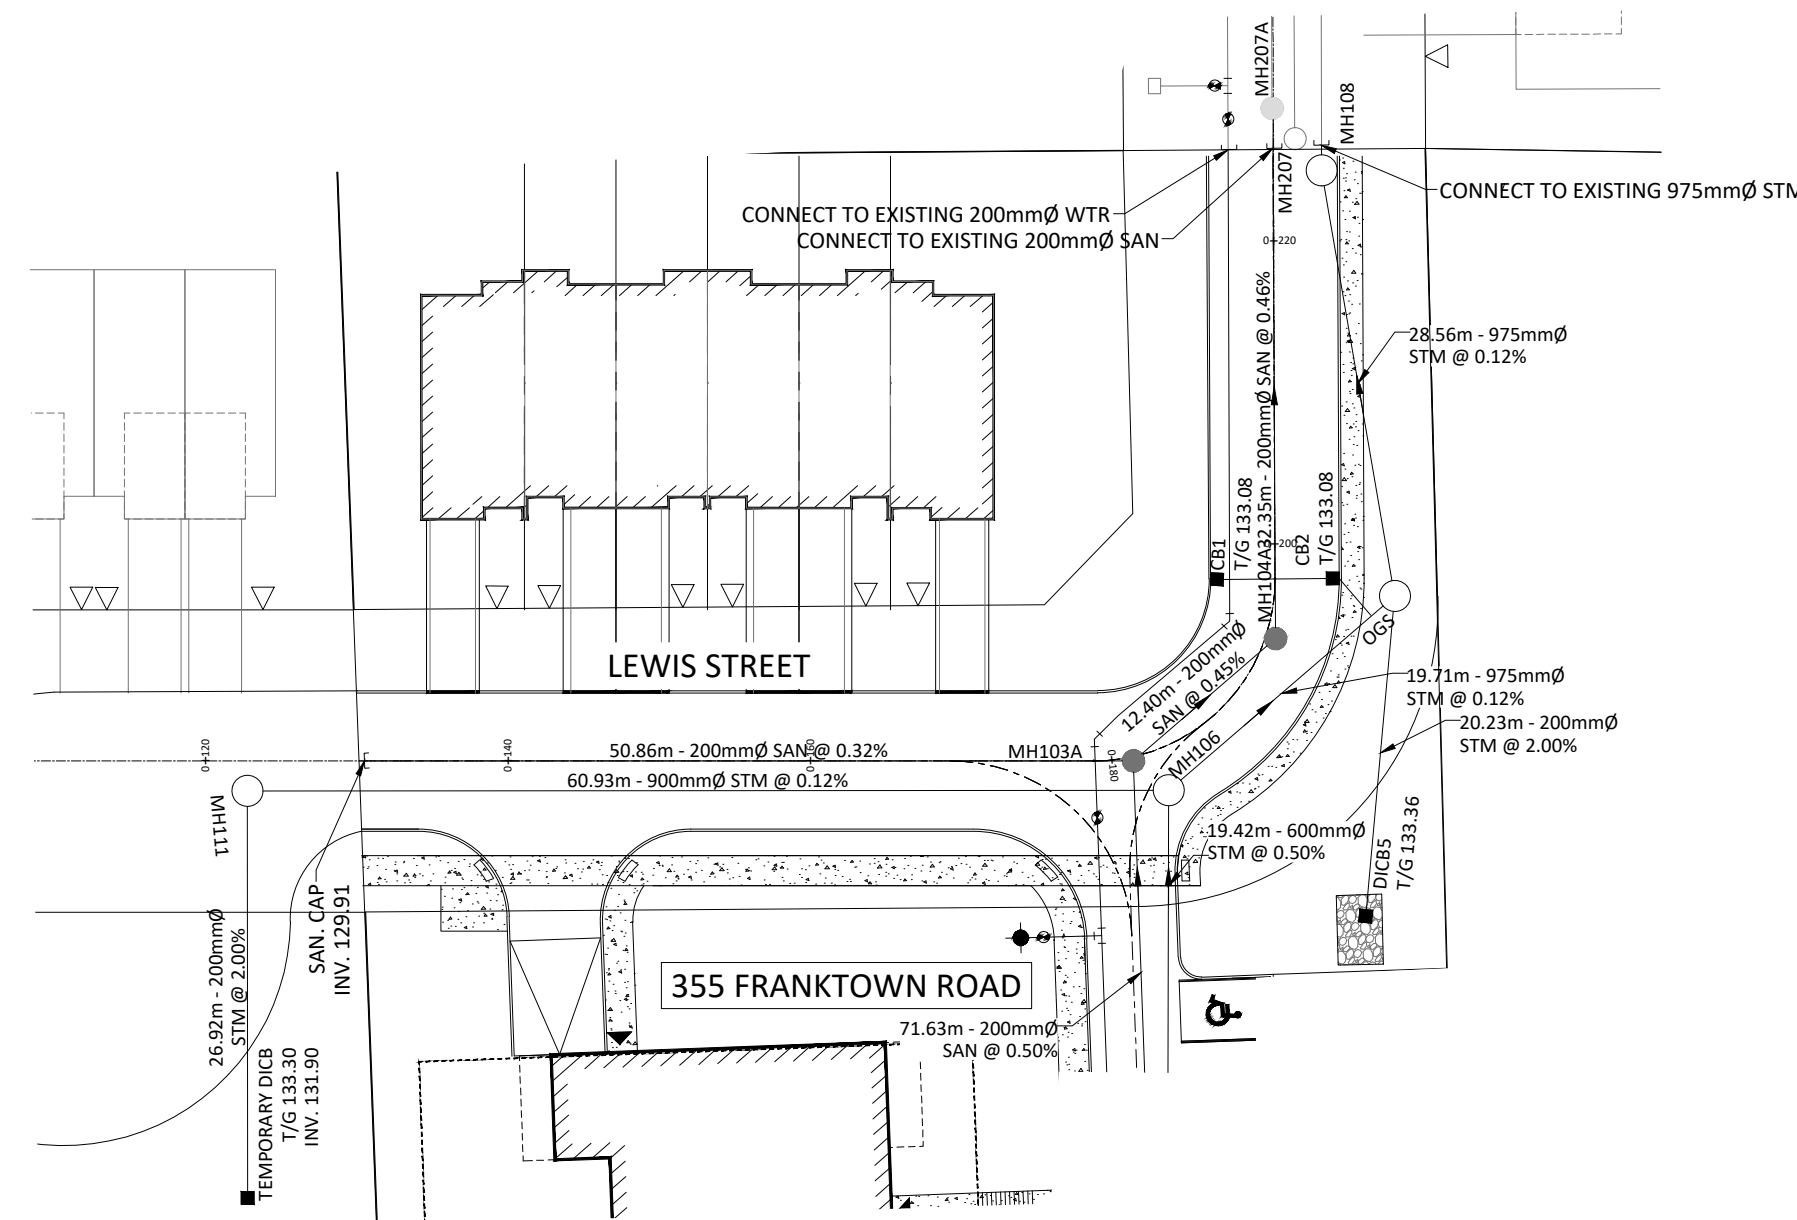 MH207A
MH108
MH207
CONNECT TO EXISTING 200mmØ WTR
CONNECT TO EXISTING 200mmØ SAN
CONNECT TO EXISTING 975mmØ STM
0+220
28.56m - 975mmØ
STM @ 0.12%
32.35m - 200mmØ SAN @ 0.46%
MH104A
CB1
T/G 133.08
0+200
CB2
T/G 133.08
OGS
LEWIS STREET
12.40m - 200mmØ
SAN @ 0.45%
19.71m - 975mmØ
STM @ 0.12%
20.23m - 200mmØ
STM @ 2.00%
0+120
0+140
0+160
0+180
50.86m - 200mmØ SAN @ 0.32%
MH103A
MH106
60.93m - 900mmØ STM @ 0.12%
MH111
19.42m - 600mmØ
STM @ 0.50%
DICB5
T/G 133.36
SAN. CAP
INV. 129.91
26.92m - 200mmØ
STM @ 2.00%
355 FRANKTOWN ROAD
71.63m - 200mmØ
SAN @ 0.50%
TEMPORARY DICB
T/G 133.30
INV. 131.90